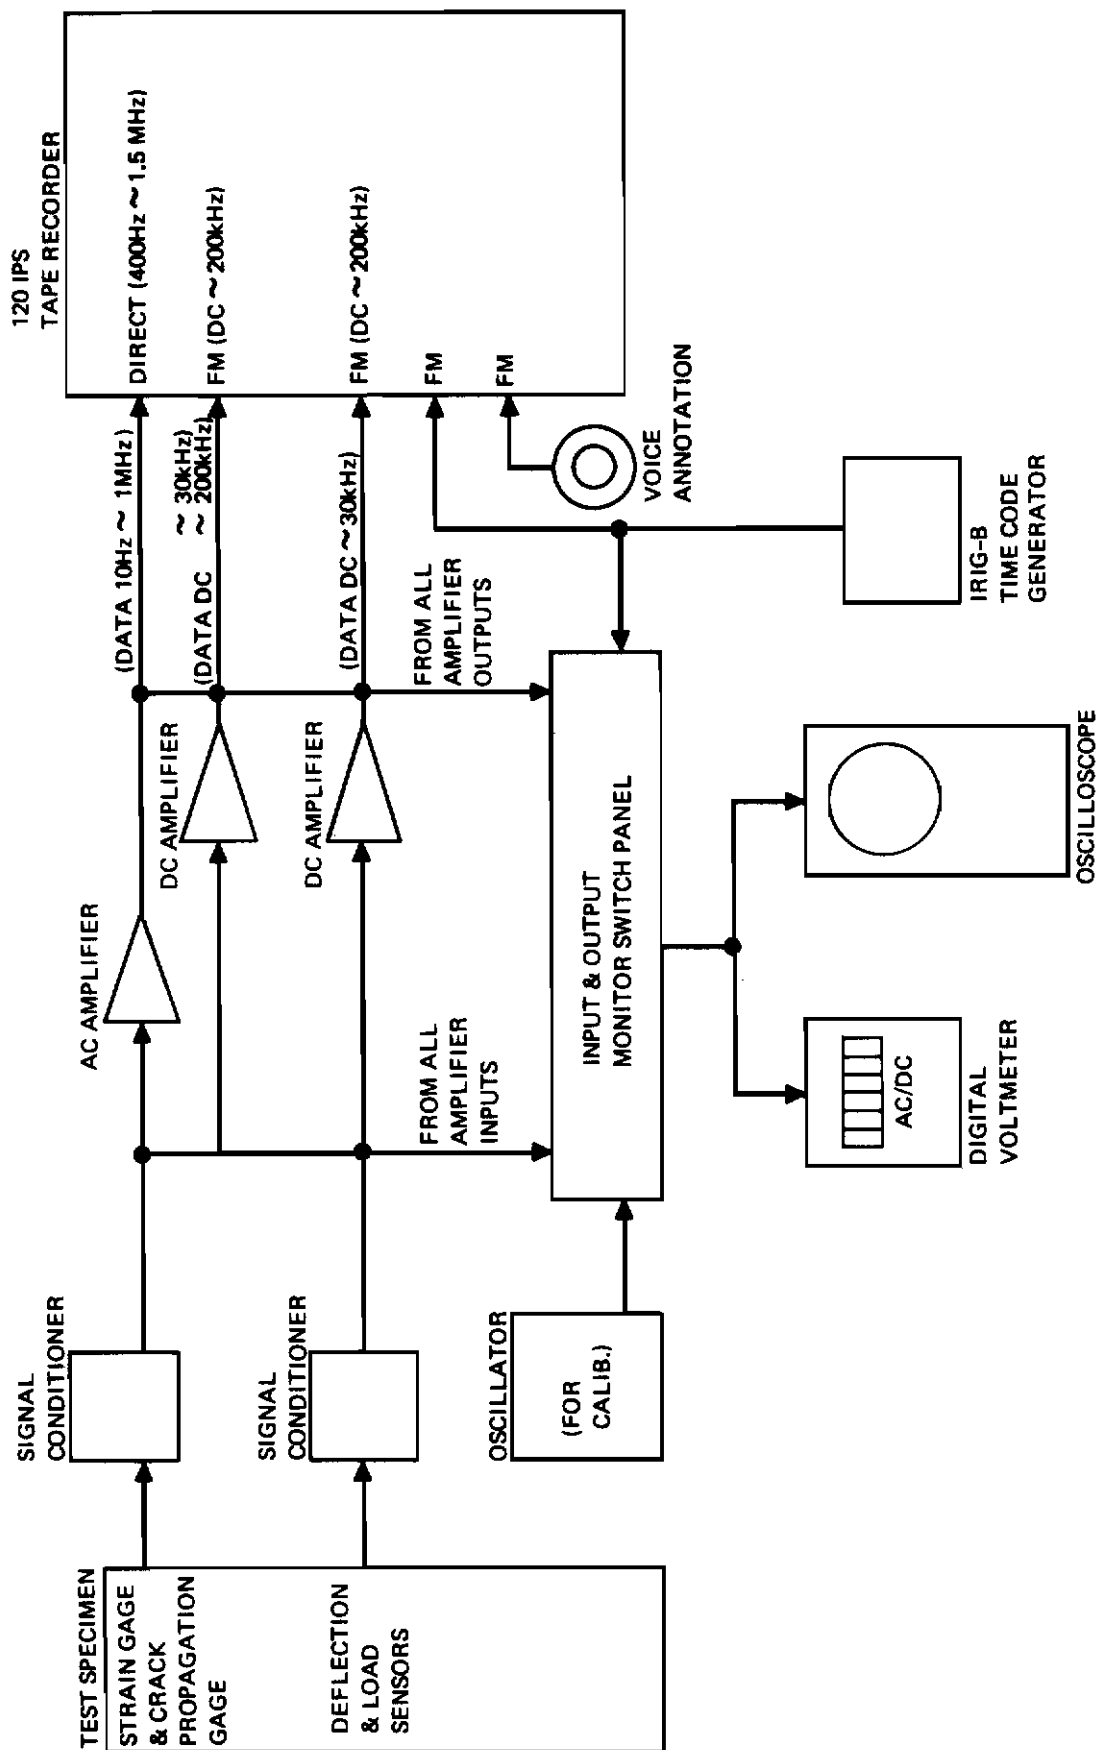 TEST SPECIMEN
STRAIN GAGE
& CRACK
PROPAGATION
GAGE
DEFLECTION
& LOAD
SENSORS
SIGNAL
CONDITIONER
SIGNAL
CONDITIONER
OSCILLATOR
(FOR
CALIB.)
AC AMPLIFIER
DC AMPLIFIER
DC AMPLIFIER
FROM ALL
AMPLIFIER
INPUTS
FROM ALL
AMPLIFIER
OUTPUTS
INPUT & OUTPUT
MONITOR SWITCH PANEL
AC/DC
DIGITAL
VOLTMETER
OSCILLOSCOPE
(DATA 10Hz ~ 1MHz)
~ 30kHz)
(DATA DC ~ 200kHz)
(DATA DC ~ 30kHz)
VOICE
ANNOTATION
IRIG-B
TIME CODE
GENERATOR
120 IPS
TAPE RECORDER
DIRECT (400Hz ~ 1.5 MHz)
FM (DC ~ 200kHz)
FM (DC ~ 200kHz)
FM
FM